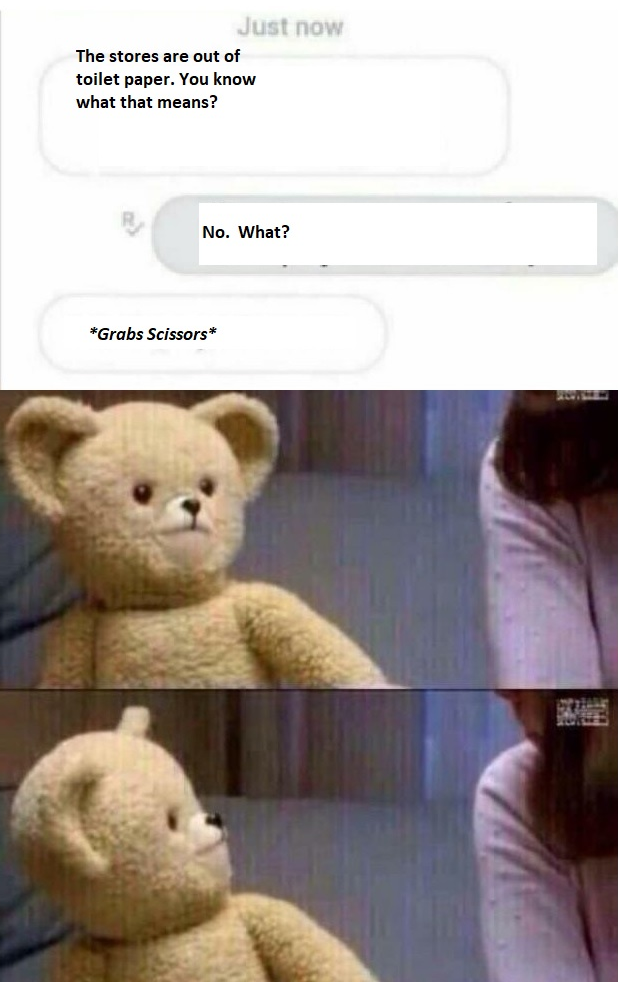 Just now
The stores are out of
toilet paper. You know
what that means?
R
No. What?
*Grabs Scissors*